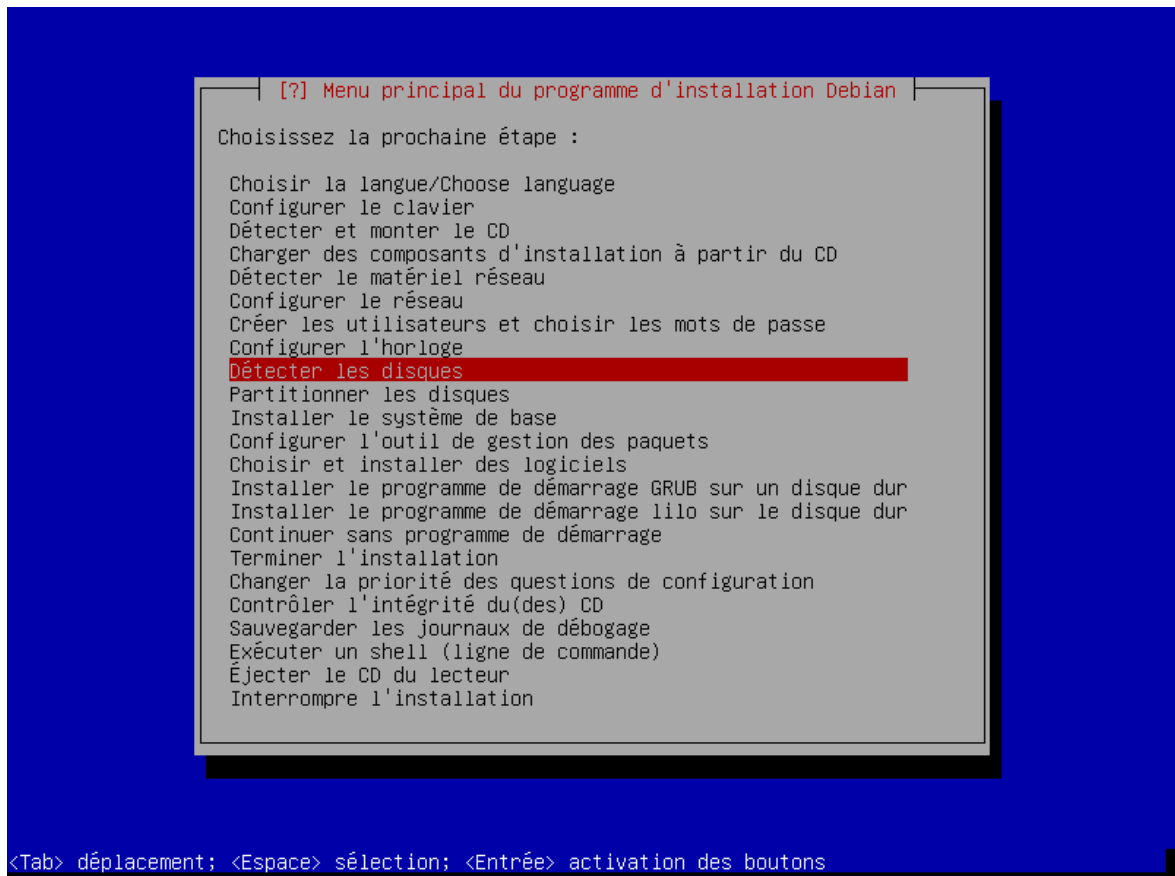 [?] Menu principal du programme d'installation Debian
Choisissez la prochaine étape :
Choisir la langue/Choose language
Configurer le clavier
Détecter et monter le CD
Charger des composants d'installation à partir du CD
Détecter le matériel réseau
Configurer le réseau
Créer les utilisateurs et choisir les mots de passe
Configurer l'horloge
Détecter les disques
Partitionner les disques
Installer le système de base
Configurer l'outil de gestion des paquets
Choisir et installer des logiciels
Installer le programme de démarrage GRUB sur un disque dur
Installer le programme de démarrage lilo sur le disque dur
Continuer sans programme de démarrage
Terminer l'installation
Changer la priorité des questions de configuration
Contrôler l'intégrité du(des) CD
Sauvegarder les journaux de débogage
Exécuter un shell (ligne de commande)
Éjecter le CD du lecteur
Interrompre l'installation
<Tab> déplacement; <Espace> sélection; <Entrée> activation des boutons